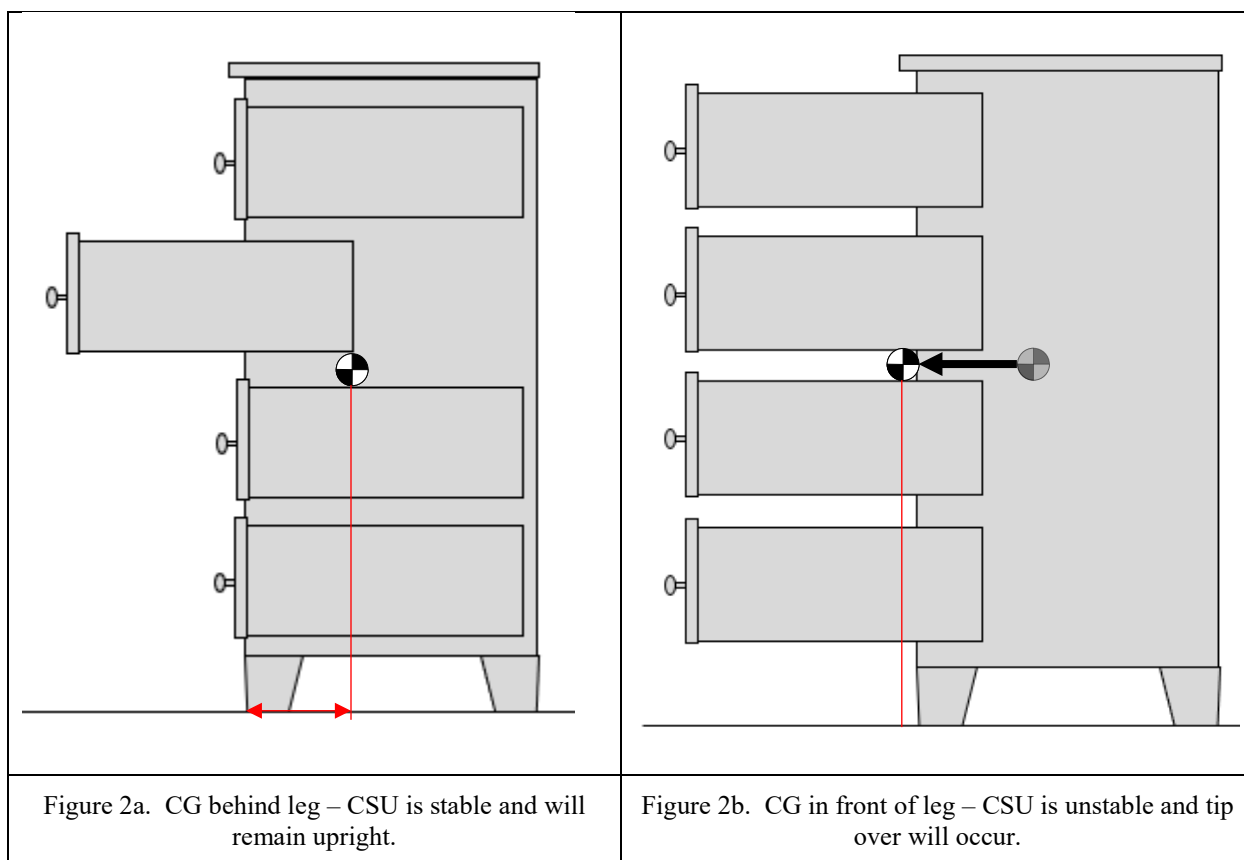 Figure 2a.  CG behind leg – CSU is stable and will
remain upright.
Figure 2b.  CG in front of leg – CSU is unstable and tip
over will occur.